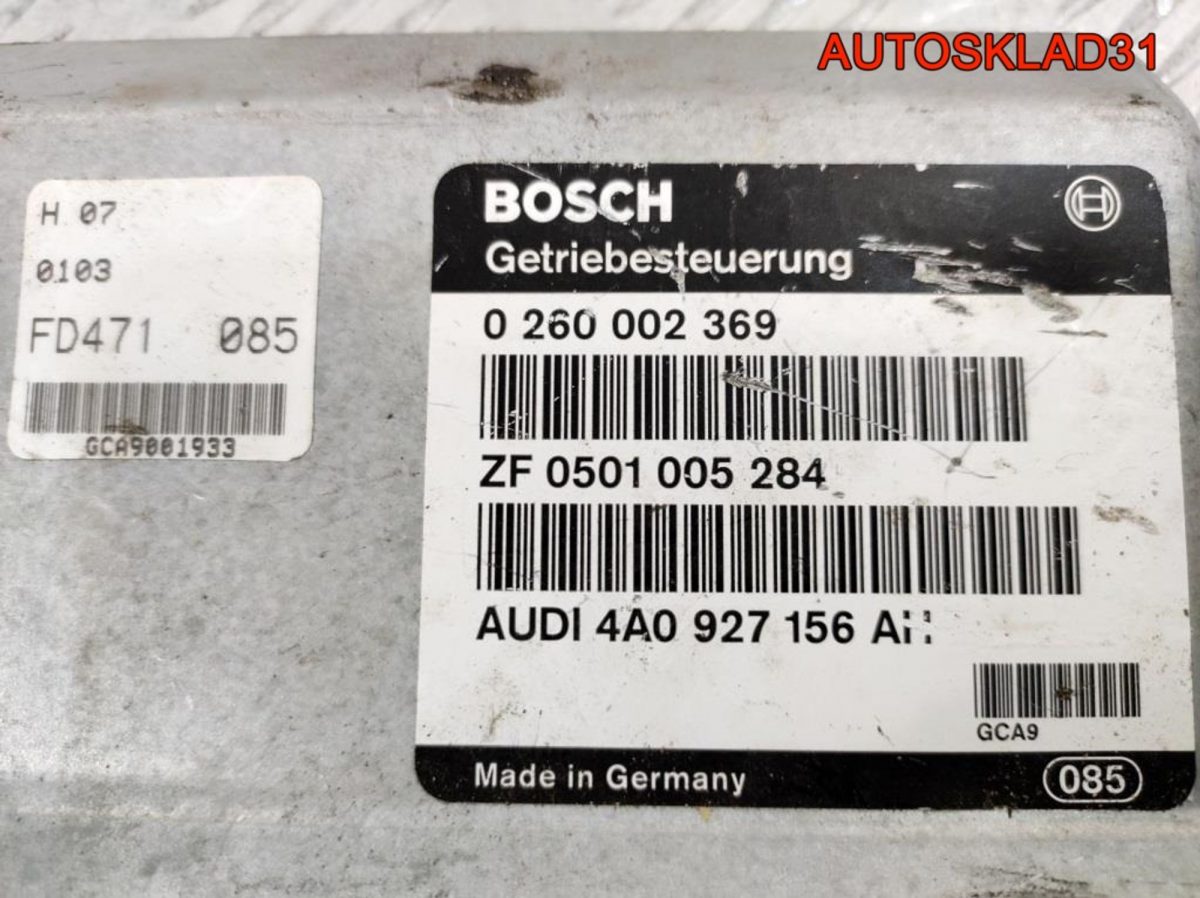 AUTOSKLAD31
H 07
0103
FD471 085
GCA9001933
BOSCH
Getriebesteuerung
0 260 002 369
ZF 0501 005 284
AUDI 4A0 927 156
GCA9
Made in Germany
085